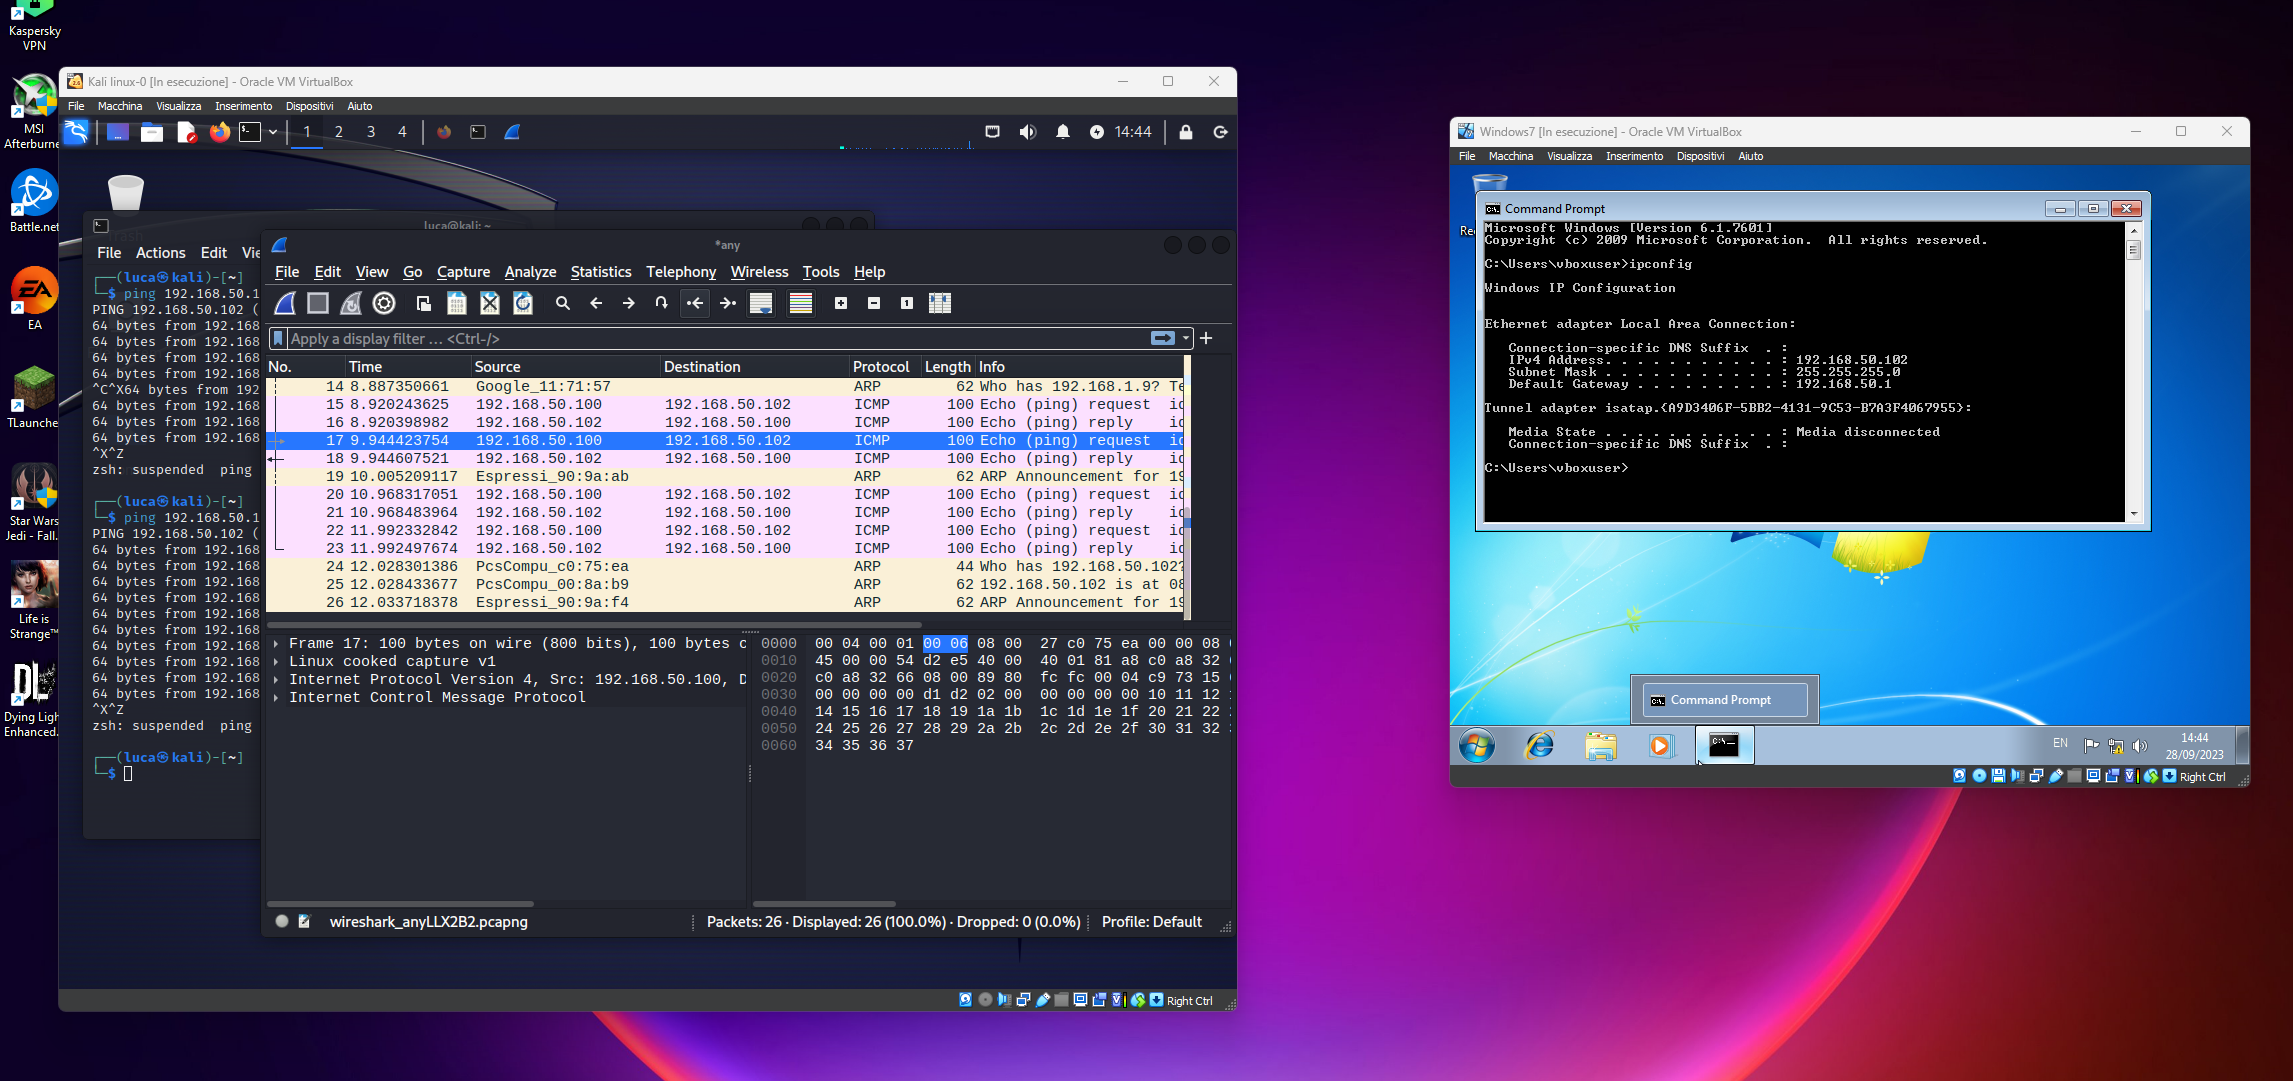 Kaspersky
VPN
MSI
Afterburne
Battle.net
EA
TLaunche
Star Wars
Jedi - Fall.
Life is
Strange™
Dying Ligh
Enhanced.
Kali linux-0 [In esecuzione] - Oracle VM VirtualBox
File Macchina Visualizza Inserimento Dispositivi Aiuto
1 2 3 4 14:44
luca@kali: ~
File Actions Edit Vie
(luca㉿kali)-[~]
$ ping 192.168.50.1
PING 192.168.50.102 (
64 bytes from 192.168
64 bytes from 192.168
64 bytes from 192.168
64 bytes from 192.168
^C^X64 bytes from 192
64 bytes from 192.168
64 bytes from 192.168
64 bytes from 192.168
^X^Z
zsh: suspended  ping
(luca㉿kali)-[~]
$ ping 192.168.50.1
PING 192.168.50.102 (
64 bytes from 192.168
64 bytes from 192.168
64 bytes from 192.168
64 bytes from 192.168
64 bytes from 192.168
64 bytes from 192.168
64 bytes from 192.168
64 bytes from 192.168
64 bytes from 192.168
64 bytes from 192.168
^X^Z
zsh: suspended  ping
(luca㉿kali)-[~]
$
*any
File Edit View Go Capture Analyze Statistics Telephony Wireless Tools Help
Apply a display filter … <Ctrl-/>
No. Time Source Destination Protocol Length Info
14 8.887350661 Google_11:71:57 ARP 62 Who has 192.168.1.9? Te
15 8.920243625 192.168.50.100 192.168.50.102 ICMP 100 Echo (ping) request id
16 8.920398982 192.168.50.102 192.168.50.100 ICMP 100 Echo (ping) reply id
17 9.944423754 192.168.50.100 192.168.50.102 ICMP 100 Echo (ping) request id
18 9.944607521 192.168.50.102 192.168.50.100 ICMP 100 Echo (ping) reply id
19 10.005209117 Espressi_90:9a:ab ARP 62 ARP Announcement for 19
20 10.968317051 192.168.50.100 192.168.50.102 ICMP 100 Echo (ping) request id
21 10.968483964 192.168.50.102 192.168.50.100 ICMP 100 Echo (ping) reply id
22 11.992332842 192.168.50.100 192.168.50.102 ICMP 100 Echo (ping) request id
23 11.992497674 192.168.50.102 192.168.50.100 ICMP 100 Echo (ping) reply id
24 12.028301386 PcsCompu_c0:75:ea ARP 44 Who has 192.168.50.102?
25 12.028433677 PcsCompu_00:8a:b9 ARP 62 192.168.50.102 is at 08
26 12.033718378 Espressi_90:9a:f4 ARP 62 ARP Announcement for 19
Frame 17: 100 bytes on wire (800 bits), 100 bytes c
Linux cooked capture v1
Internet Protocol Version 4, Src: 192.168.50.100, D
Internet Control Message Protocol
0000 00 04 00 01 00 06 08 00 27 c0 75 ea 00 00 08
0010 45 00 00 54 d2 e5 40 00 40 01 81 a8 c0 a8 32
0020 c0 a8 32 66 08 00 89 80 fc fc 00 04 c9 73 15
0030 00 00 00 00 d1 d2 02 00 00 00 00 00 10 11 12
0040 14 15 16 17 18 19 1a 1b 1c 1d 1e 1f 20 21 22
0050 24 25 26 27 28 29 2a 2b 2c 2d 2e 2f 30 31 32
0060 34 35 36 37
wireshark_anyLLX2B2.pcapng Packets: 26 · Displayed: 26 (100.0%) · Dropped: 0 (0.0%) Profile: Default
Right Ctrl
Windows7 [In esecuzione] - Oracle VM VirtualBox
File Macchina Visualizza Inserimento Dispositivi Aiuto
Rec
Command Prompt
Microsoft Windows [Version 6.1.7601]
Copyright (c) 2009 Microsoft Corporation.  All rights reserved.
C:\Users\vboxuser>ipconfig
Windows IP Configuration
Ethernet adapter Local Area Connection:
Connection-specific DNS Suffix  . :
IPv4 Address. . . . . . . . . . . : 192.168.50.102
Subnet Mask . . . . . . . . . . . : 255.255.255.0
Default Gateway . . . . . . . . . : 192.168.50.1
Tunnel adapter isatap.{A9D3406F-5BB2-4131-9C53-B7A3F4067955}:
Media State . . . . . . . . . . . : Media disconnected
Connection-specific DNS Suffix  . :
C:\Users\vboxuser>
Command Prompt
EN 14:44
28/09/2023
Right Ctrl